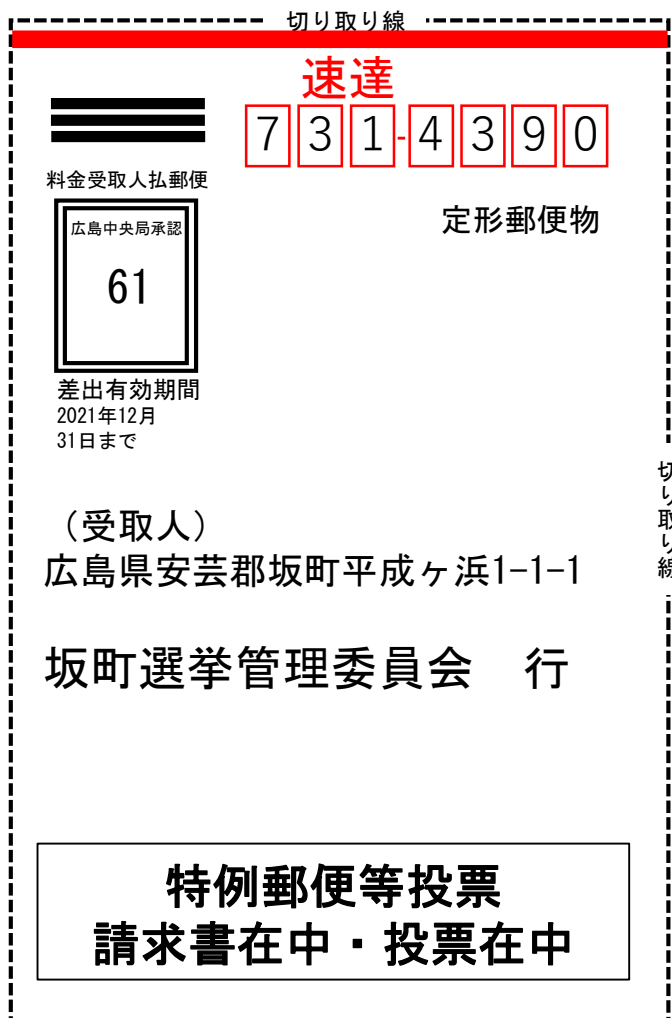 切り取り線
速達
731-4390
料金受取人払郵便
広島中央局承認
61
定形郵便物
差出有効期間
2021年12月
31日まで
切り取り線
（受取人）
広島県安芸郡坂町平成ヶ浜1-1-1
坂町選挙管理委員会　行
特例郵便等投票
請求書在中・投票在中